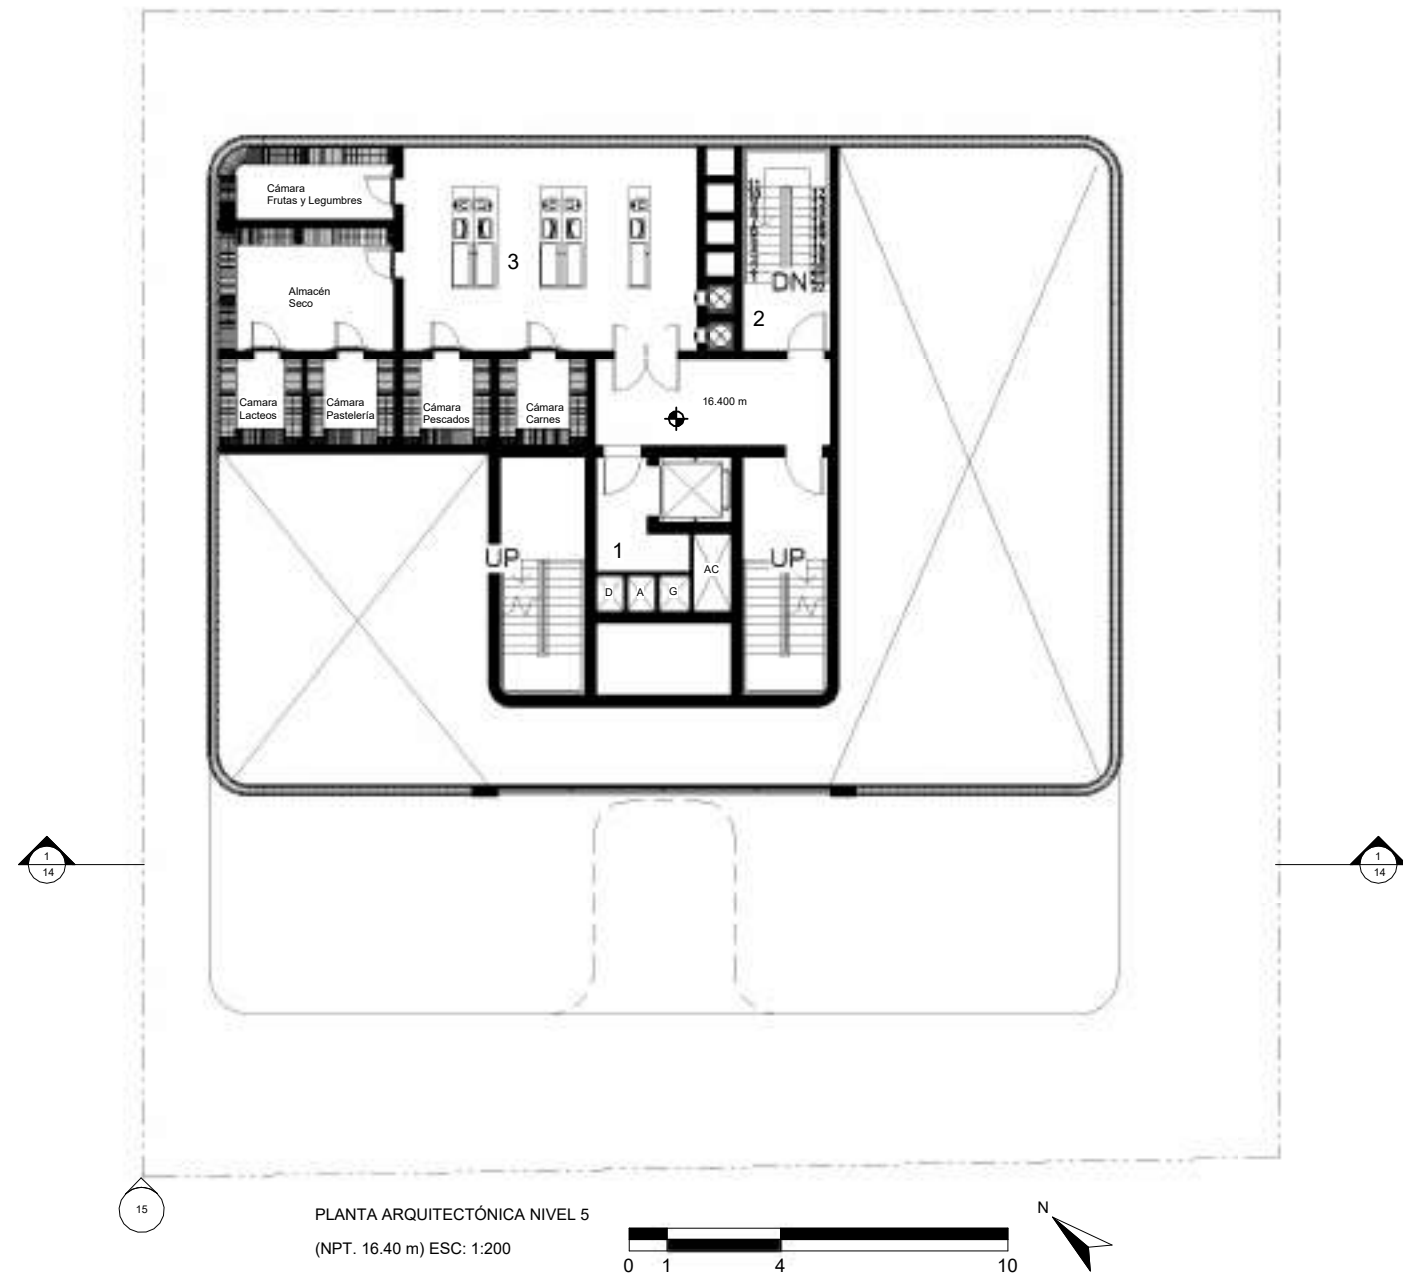 Cámara
Frutas y Legumbres
3
DN
Almacén
Seco
2
Camara
Lacteos
Cámara
Pastelería
Cámara
Pescados
Cámara
Carnes
16.400 m
1
UP
UP
AC
D
A
G
1
14
1
14
15
PLANTA ARQUITECTÓNICA NIVEL 5
(NPT. 16.40 m) ESC: 1:200
0 1 4 10
N